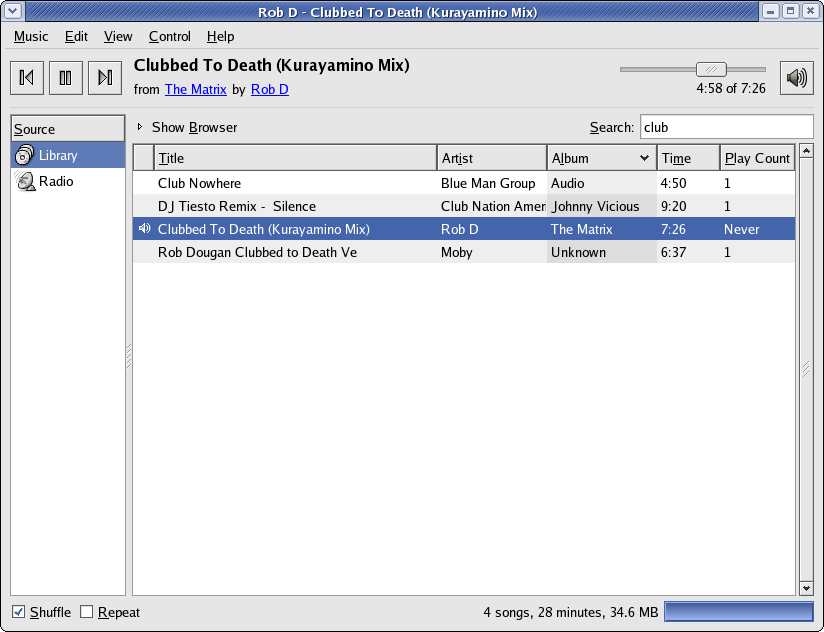 Rob D - Clubbed To Death (Kurayamino Mix)
Music Edit View Control Help
Clubbed To Death (Kurayamino Mix)
from The Matrix by Rob D
4:58 of 7:26
Source
Library
Radio
Show Browser Search: club
Title Artist Album Time Play Count
Club Nowhere Blue Man Group Audio 4:50 1
DJ Tiesto Remix - Silence Club Nation Amer Johnny Vicious 9:20 1
Clubbed To Death (Kurayamino Mix) Rob D The Matrix 7:26 Never
Rob Dougan Clubbed to Death Ve Moby Unknown 6:37 1
Shuffle Repeat 4 songs, 28 minutes, 34.6 MB